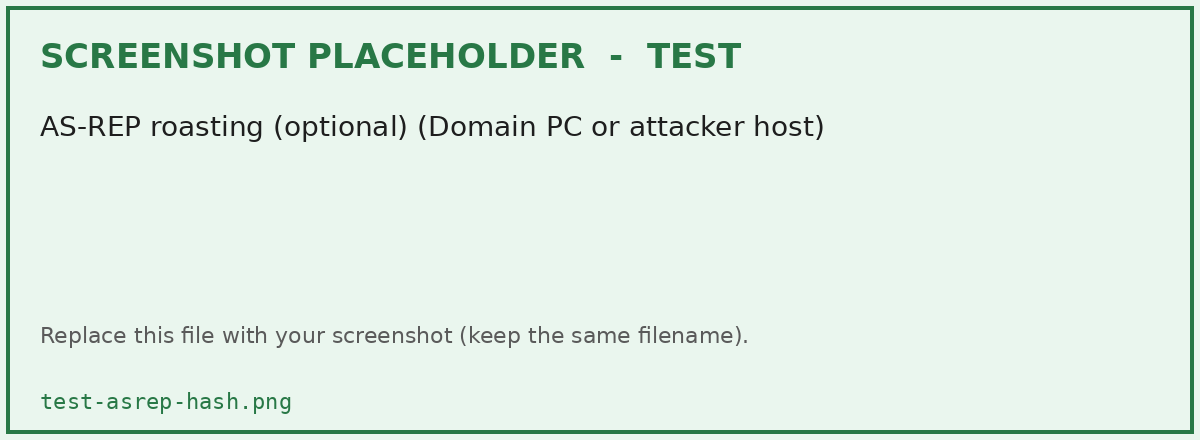 SCREENSHOT PLACEHOLDER - TEST
AS-REP roasting (optional) (Domain PC or attacker host)
Replace this file with your screenshot (keep the same filename).
test-asrep-hash.png